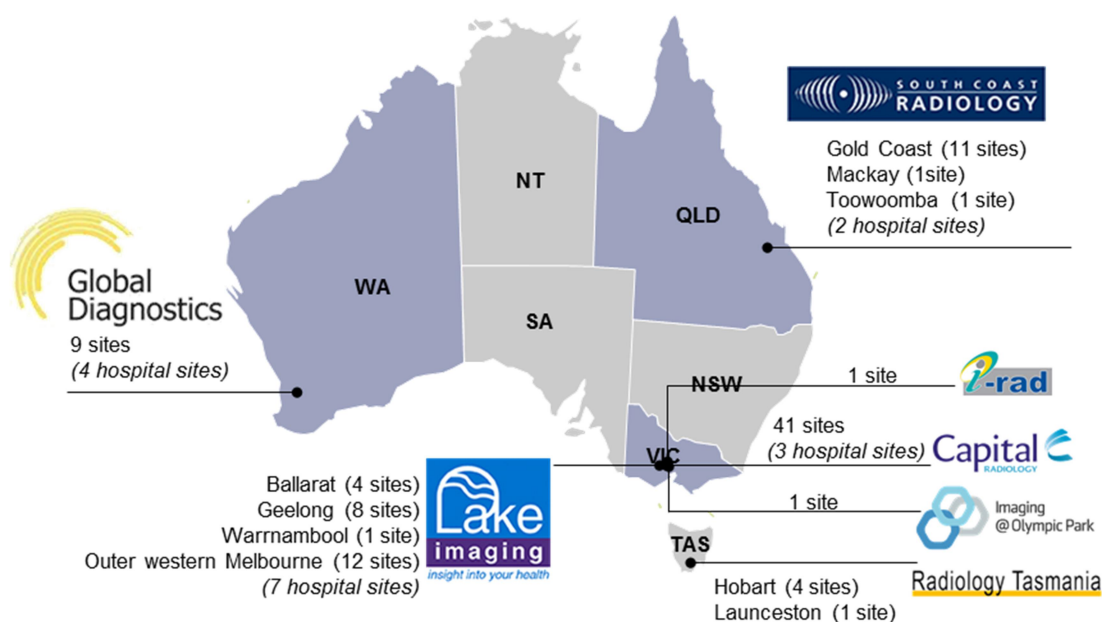 SOUTH COAST
RADIOLOGY
Gold Coast (11 sites)
Mackay (1site)
Toowoomba (1 site)
(2 hospital sites)
NT
QLD
WA
SA
NSW
VIC
TAS
Global
Diagnostics
9 sites
(4 hospital sites)
1 site
i-rad
41 sites
(3 hospital sites)
Capital
RADIOLOGY
Ballarat (4 sites)
Geelong (8 sites)
Warrnambool (1 site)
Outer western Melbourne (12 sites)
(7 hospital sites)
Lake
imaging
insight into your health
1 site
Imaging
@ Olympic Park
Hobart (4 sites)
Launceston (1 site)
Radiology Tasmania